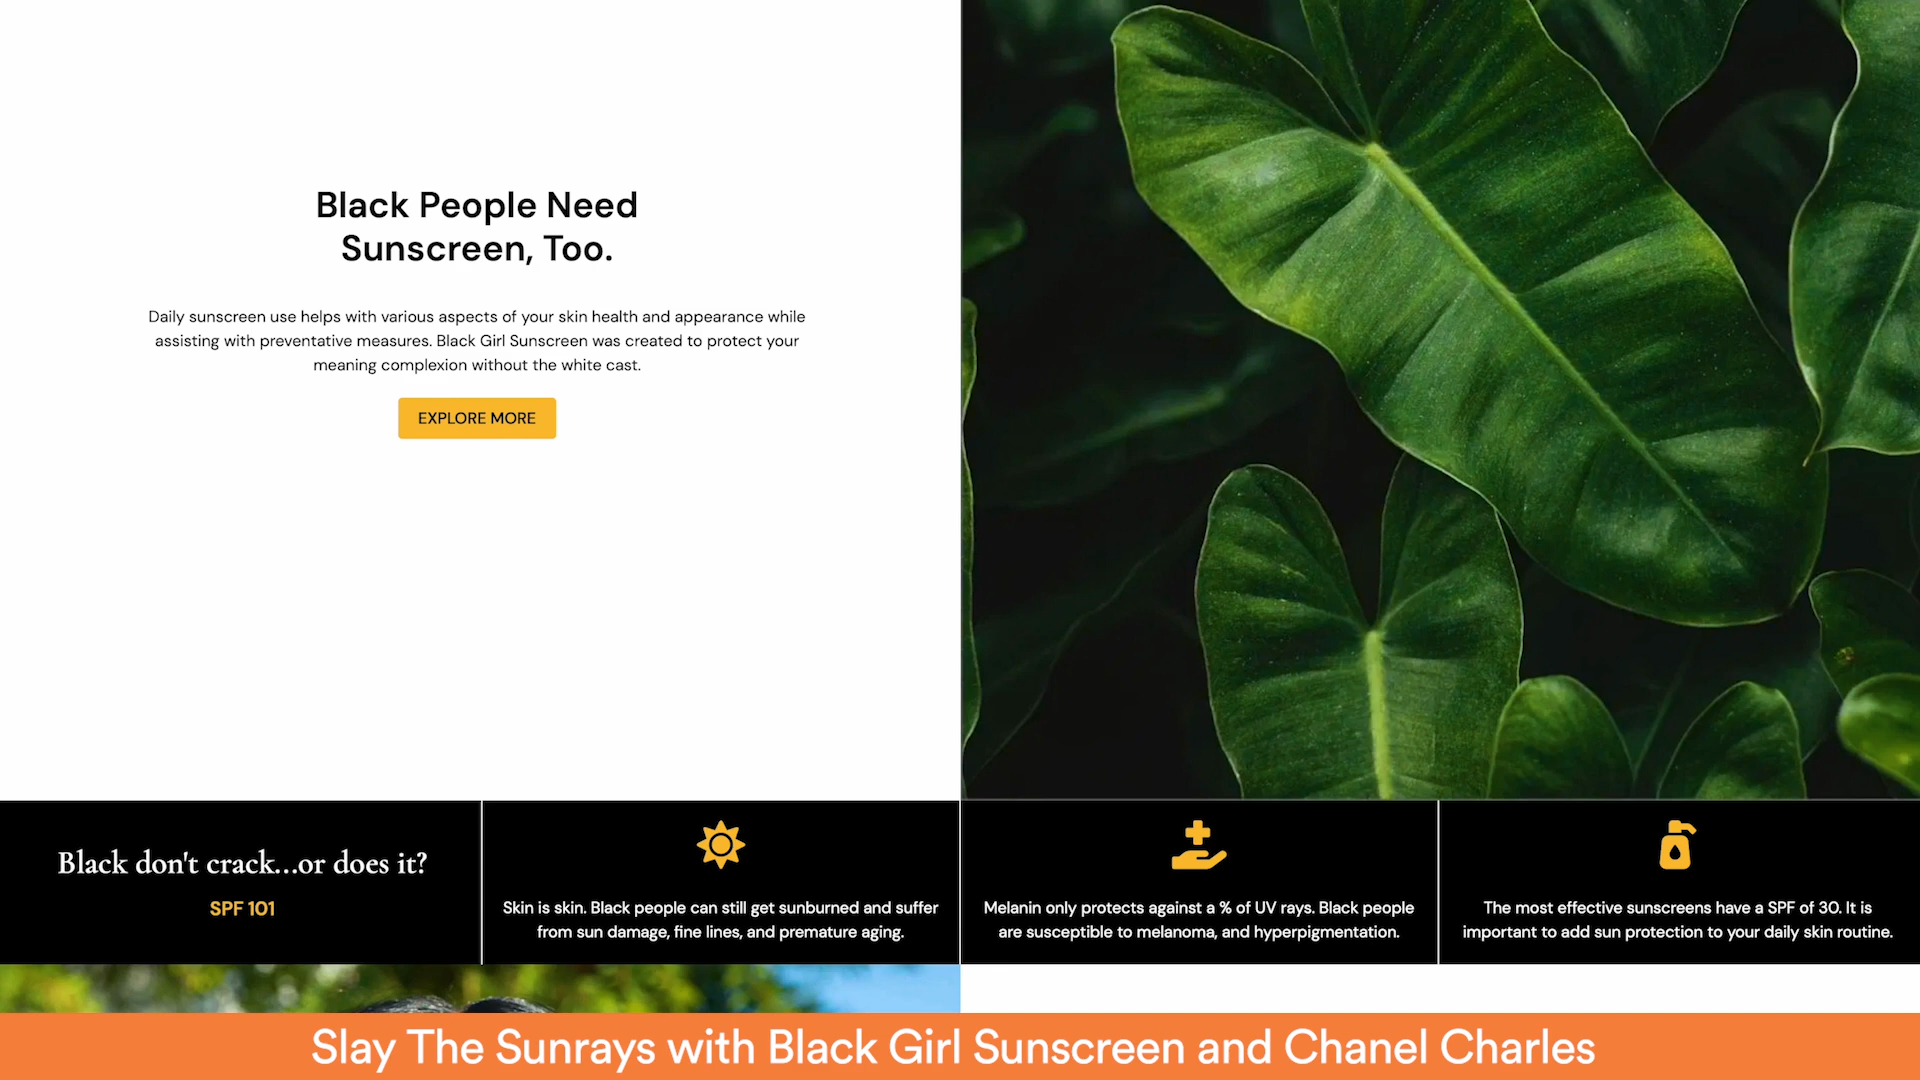 Black People Need
Sunscreen, Too.
Daily sunscreen use helps with various aspects of your skin health and appearance while
assisting with preventative measures. Black Girl Sunscreen was created to protect your
meaning complexion without the white cast.
EXPLORE MORE
Black don't crack...or does it?
SPF 101
Skin is skin. Black people can still get sunburned and suffer
from sun damage, fine lines, and premature aging.
Melanin only protects against a % of UV rays. Black people
are susceptible to melanoma, and hyperpigmentation.
The most effective sunscreens have a SPF of 30. It is
important to add sun protection to your daily skin routine.
Slay The Sunrays with Black Girl Sunscreen and Chanel Charles